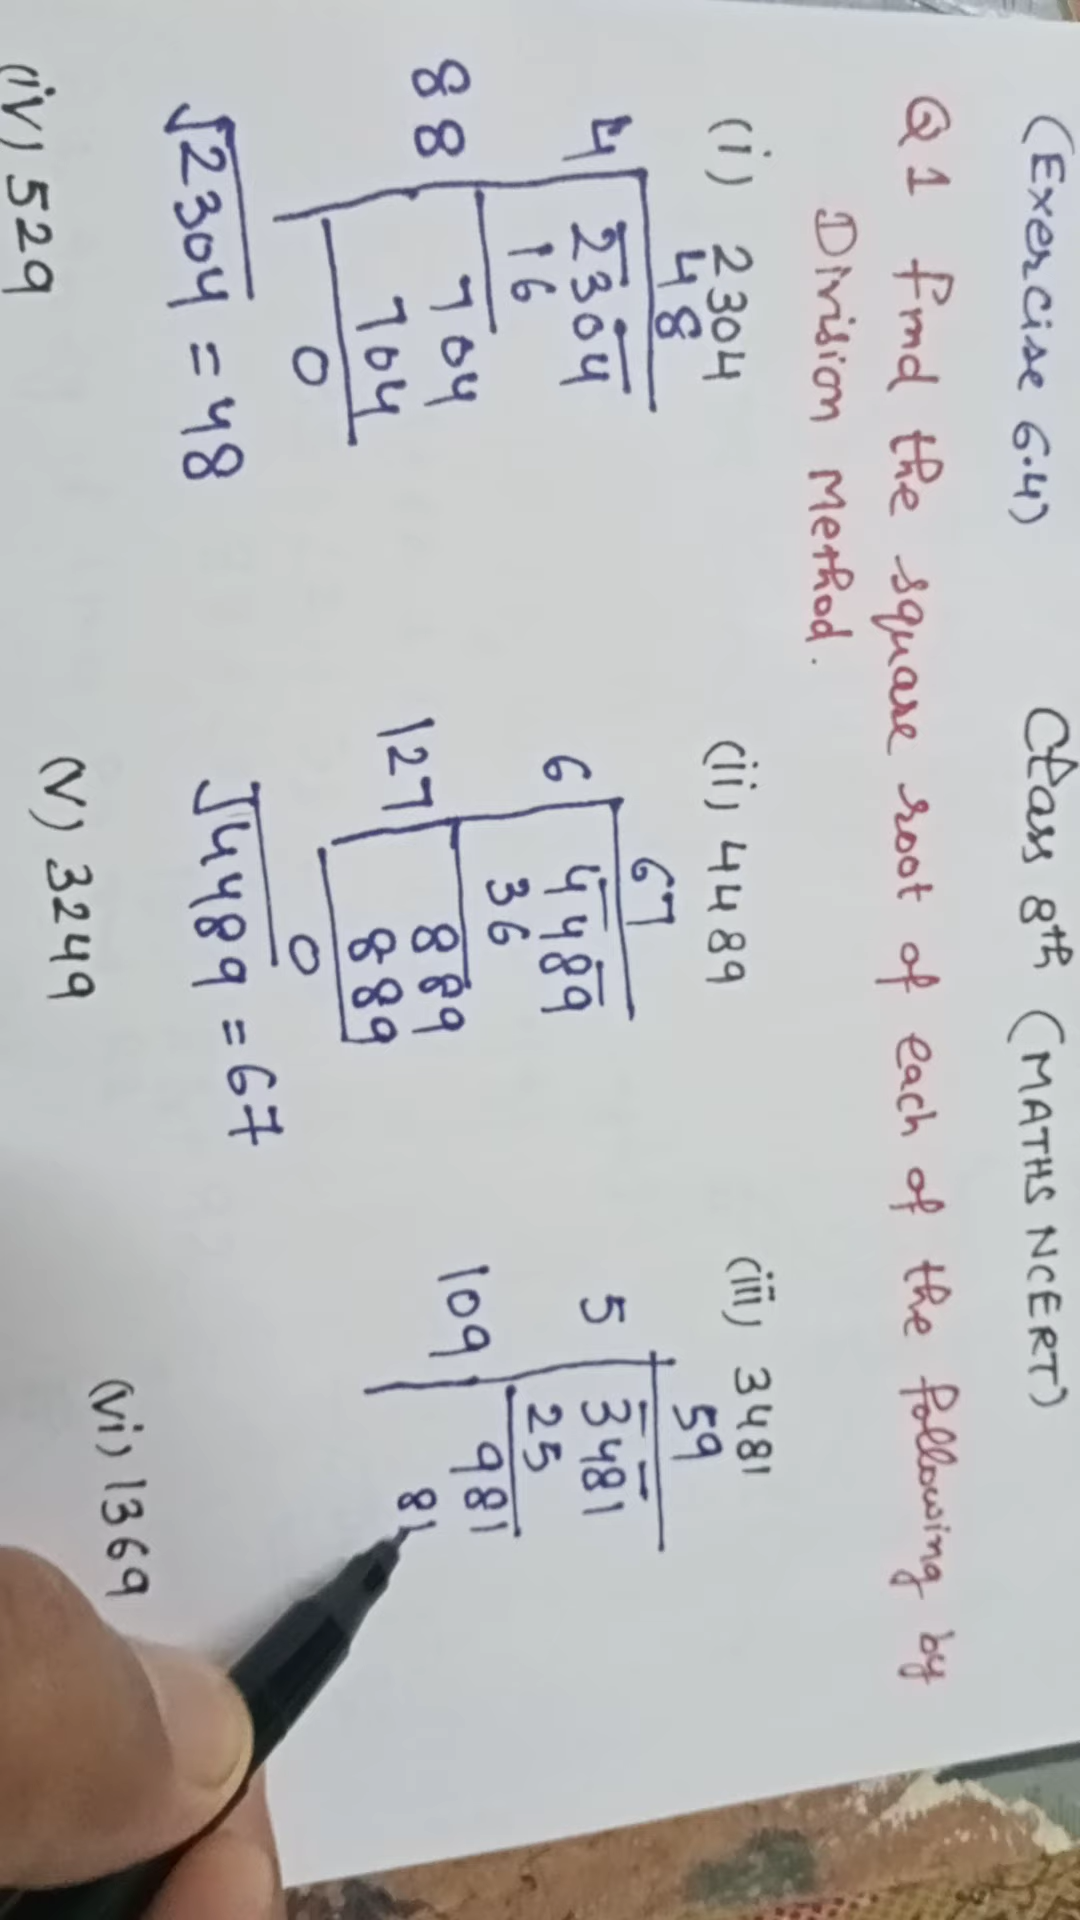 (Exercise 6.4) Class 8th (MATHS NCERT)
Q1 find the square root of each of the following by
Division Method.
(i) 2304
48
4 2304
16
88 704
704
0
√2304 = 48
(ii) 4489
67
6 4489
36
127 889
889
0
√4489 = 67
(iii) 3481
59
5 3481
25
109 981
81
(iv) 529
(v) 3249
(vi) 1369